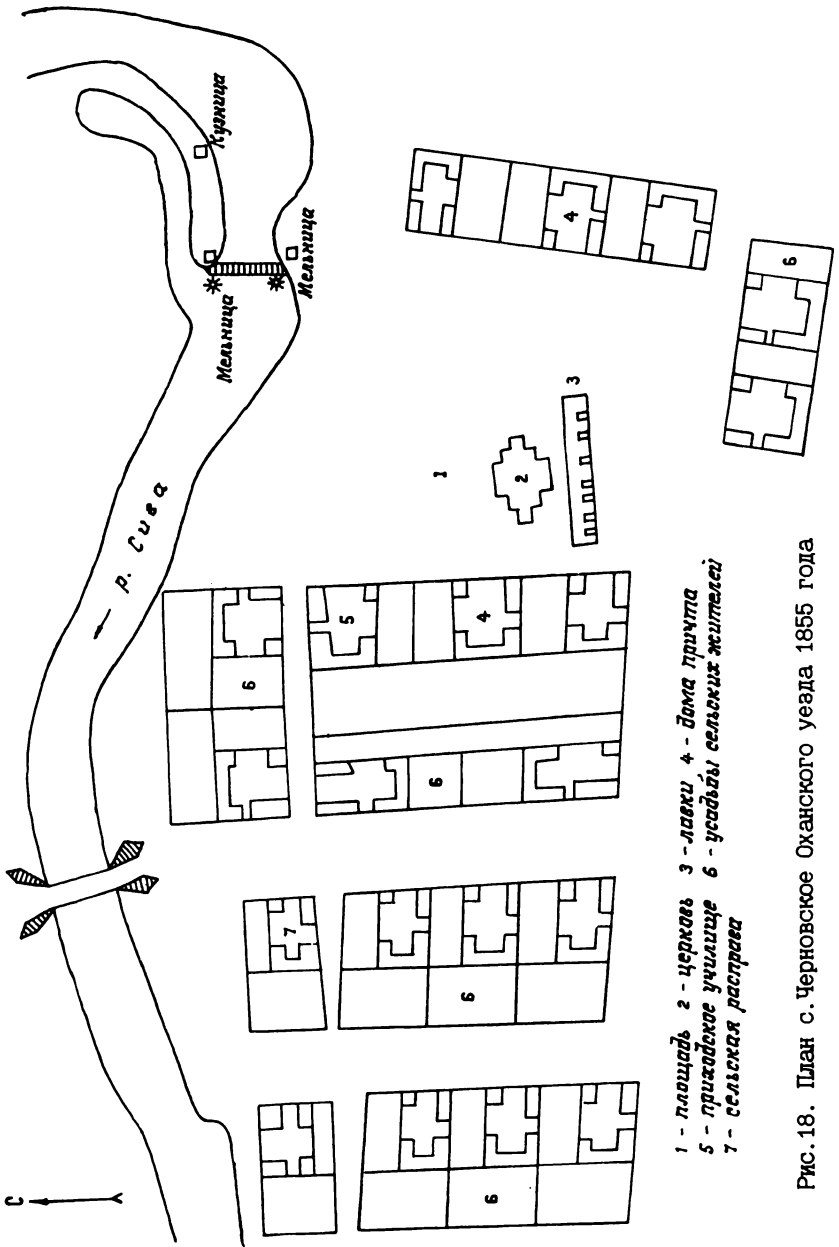 С
р. Сива
Мельница
Мельница
Кузница
1
2
3
4
4
5
6
6
6
6
6
7
1 - площадь 2 - церковь 3 - лавки 4 - дома причта
5 - приходское училище 6 - усадьбы сельских жителей
7 - сельская расправа
Рис.18. План с.Черновское Оханского уезда 1855 года